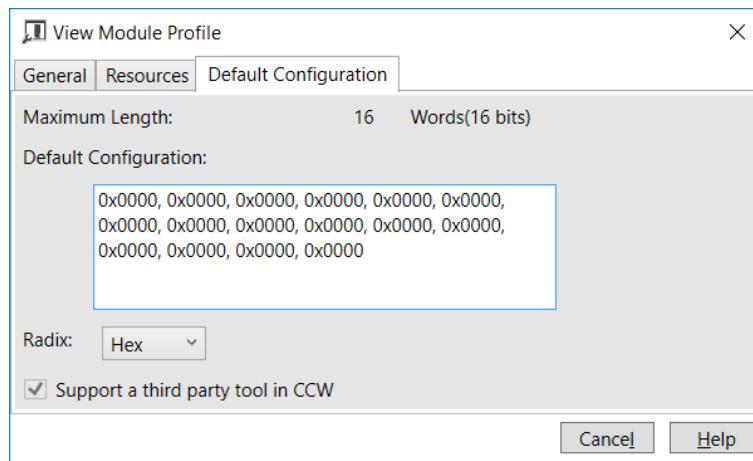 View Module Profile
General Resources Default Configuration
Maximum Length: 16 Words(16 bits)
Default Configuration:
0x0000, 0x0000, 0x0000, 0x0000, 0x0000, 0x0000,
0x0000, 0x0000, 0x0000, 0x0000, 0x0000, 0x0000,
0x0000, 0x0000, 0x0000, 0x0000
Radix: Hex
Support a third party tool in CCW
Cancel Help